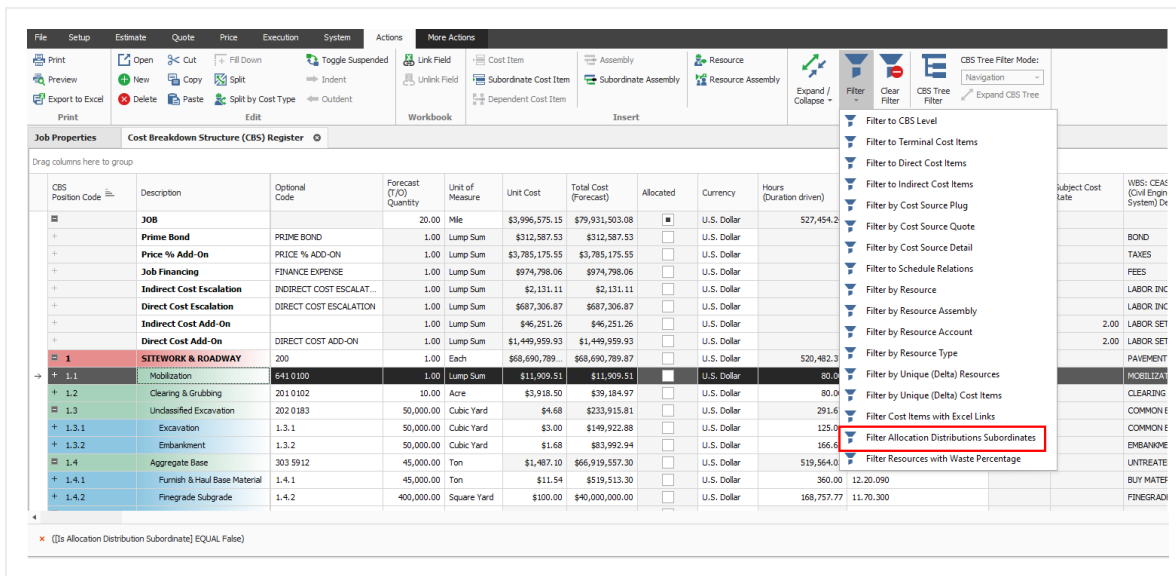 File Setup Estimate Quote Price Execution System Actions More Actions
Print Open Cut Fill Down Toggle Suspended Link Field Cost Item Assembly Resource CBS Tree Filter Mode:
Preview New Copy Split Indent Unlink Field Subordinate Cost Item Subordinate Assembly Resource Assembly Navigation
Export to Excel Delete Paste Split by Cost Type Outdent Dependent Cost Item Expand / Collapse Filter Clear Filter CBS Tree Filter Expand CBS Tree
Print Edit Workbook Insert
Job Properties Cost Breakdown Structure (CBS) Register
Drag columns here to group
CBS Position Code Description Optional Code Forecast (T/O) Quantity Unit of Measure Unit Cost Total Cost (Forecast) Allocated Currency Hours (Duration driven) Subject Cost Rate WBS: CEAS (Civil Engin System) De
JOB 20.00 Mile $3,996,575.15 $79,931,503.08 U.S. Dollar 527,454.2
Prime Bond PRIME BOND 1.00 Lump Sum $312,587.53 $312,587.53 U.S. Dollar BOND
Price % Add-On PRICE % ADD-ON 1.00 Lump Sum $3,785,175.55 $3,785,175.55 U.S. Dollar TAXES
Job Financing FINANCE EXPENSE 1.00 Lump Sum $974,798.06 $974,798.06 U.S. Dollar FEES
Indirect Cost Escalation INDIRECT COST ESCALAT... 1.00 Lump Sum $2,131.11 $2,131.11 U.S. Dollar LABOR INC
Direct Cost Escalation DIRECT COST ESCALATION 1.00 Lump Sum $687,306.87 $687,306.87 U.S. Dollar LABOR INC
Indirect Cost Add-On 1.00 Lump Sum $46,251.26 $46,251.26 U.S. Dollar 2.00 LABOR SET
Direct Cost Add-On DIRECT COST ADD-ON 1.00 Lump Sum $1,449,959.93 $1,449,959.93 U.S. Dollar 2.00 LABOR SET
1 SITEWORK & ROADWAY 200 1.00 Each $68,690,789... $68,690,789.87 U.S. Dollar 520,482.3 PAVEMENT
1.1 Mobilization 641 0100 1.00 Lump Sum $11,909.51 $11,909.51 U.S. Dollar 80.0 MOBILIZAT
1.2 Clearing & Grubbing 201 0102 10.00 Acre $3,918.50 $39,184.97 U.S. Dollar 80.0 CLEARING
1.3 Unclassified Excavation 202 0183 50,000.00 Cubic Yard $4.68 $233,915.81 U.S. Dollar 291.6 COMMON E
1.3.1 Excavation 1.3.1 50,000.00 Cubic Yard $3.00 $149,922.88 U.S. Dollar 125.0 COMMON E
1.3.2 Embankment 1.3.2 50,000.00 Cubic Yard $1.68 $83,992.94 U.S. Dollar 166.6 EMBANKME
1.4 Aggregate Base 303 5912 45,000.00 Ton $1,487.10 $66,919,557.30 U.S. Dollar 519,564.0 UNTREATE
1.4.1 Furnish & Haul Base Material 1.4.1 45,000.00 Ton $11.54 $519,513.30 U.S. Dollar 360.00 12.20.090 BUY MATER
1.4.2 Finegrade Subgrade 1.4.2 400,000.00 Square Yard $100.00 $40,000,000.00 U.S. Dollar 168,757.77 11.70.300 FINEGRAD
Filter to CBS Level
Filter to Terminal Cost Items
Filter to Direct Cost Items
Filter to Indirect Cost Items
Filter by Cost Source Plug
Filter by Cost Source Quote
Filter by Cost Source Detail
Filter to Schedule Relations
Filter by Resource
Filter by Resource Assembly
Filter by Resource Account
Filter by Resource Type
Filter by Unique (Delta) Resources
Filter by Unique (Delta) Cost Items
Filter Cost Items with Excel Links
Filter Allocation Distributions Subordinates
Filter Resources with Waste Percentage
([Is Allocation Distribution Subordinate] EQUAL False)